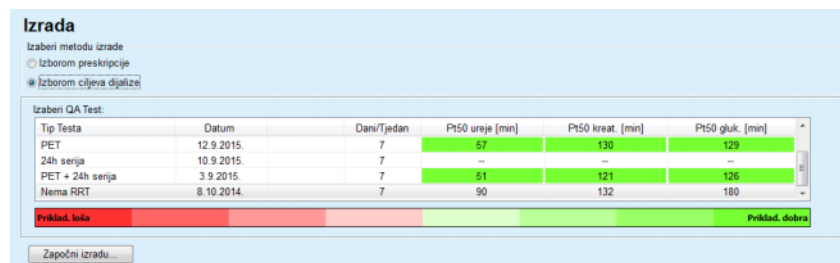 Izrada
Izaberi metodu izrade
Izborom preskripcije
Izborom ciljeva dijalize
Izaberi QA Test:
Tip Testa Datum Dani/Tjedan Pt50 ureje [min] Pt50 kreat. [min] Pt50 gluk. [min]
PET 12.9.2015. 7 57 130 129
24h serija 10.9.2015. 7 -- -- --
PET + 24h serija 3.9.2015. 7 51 121 126
Nema RRT 8.10.2014. 7 90 132 180
Priklad. loša Priklad. dobra
Započni izradu...